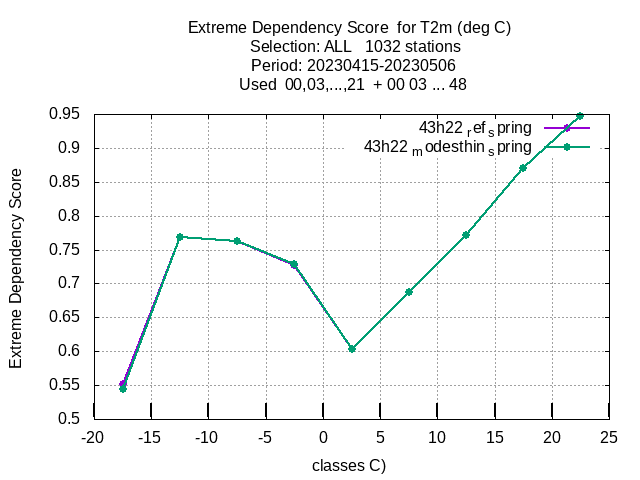 Extreme Dependency Score  for T2m (deg C)
Selection: ALL   1032 stations
Period: 20230415-20230506
Used  00,03,...,21  + 00 03 ... 48
43h22 ref spring
43h22 modesthin spring
Extreme Dependency Score
0.95
0.9
0.85
0.8
0.75
0.7
0.65
0.6
0.55
0.5
-20 -15 -10 -5 0 5 10 15 20 25
classes C)